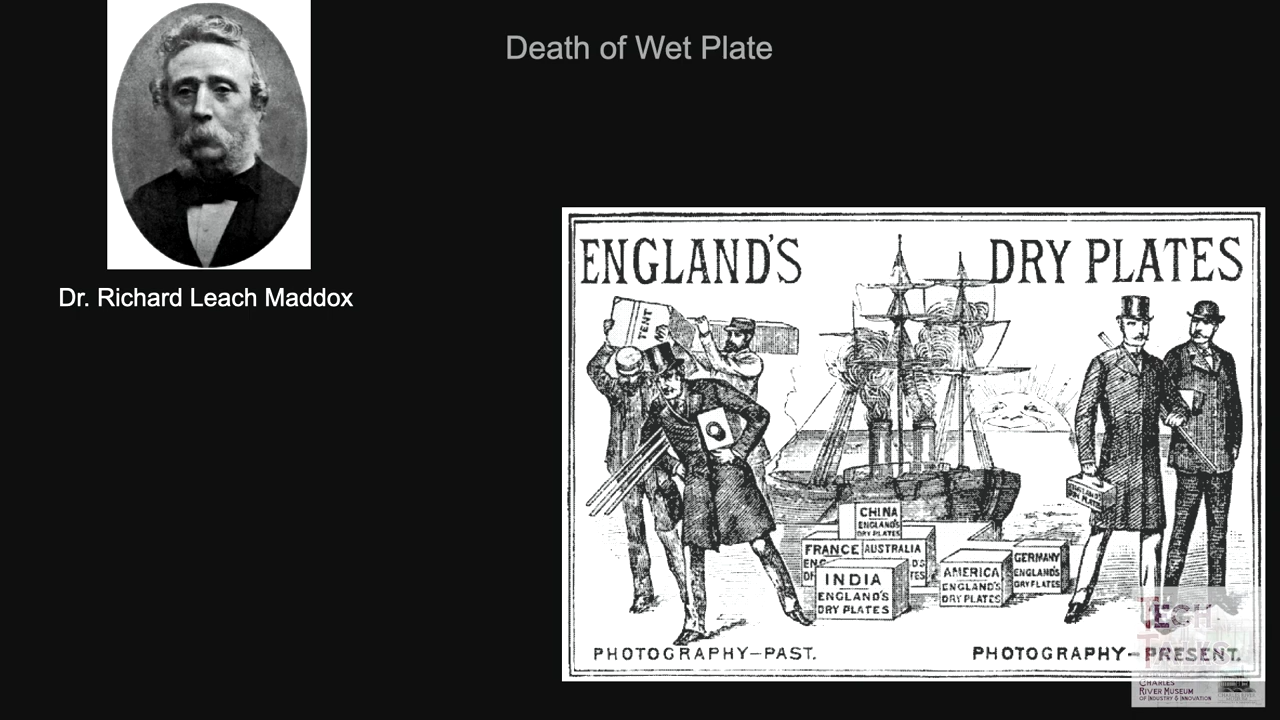 Death of Wet Plate
Dr. Richard Leach Maddox
ENGLAND'S DRY PLATES
TENT
CHINA
ENGLAND'S
DRY PLATES
FRANCE
AUSTRALIA
INDIA
ENGLAND'S
DRY PLATES
AMERICA
ENGLAND'S
DRY PLATES
GERMANY
ENGLAND'S
DRY PLATES
PHOTOGRAPHY—PAST.
PHOTOGRAPHY—PRESENT.
TECH
TALKS
CHARLES
RIVER MUSEUM
OF INDUSTRY & INNOVATION